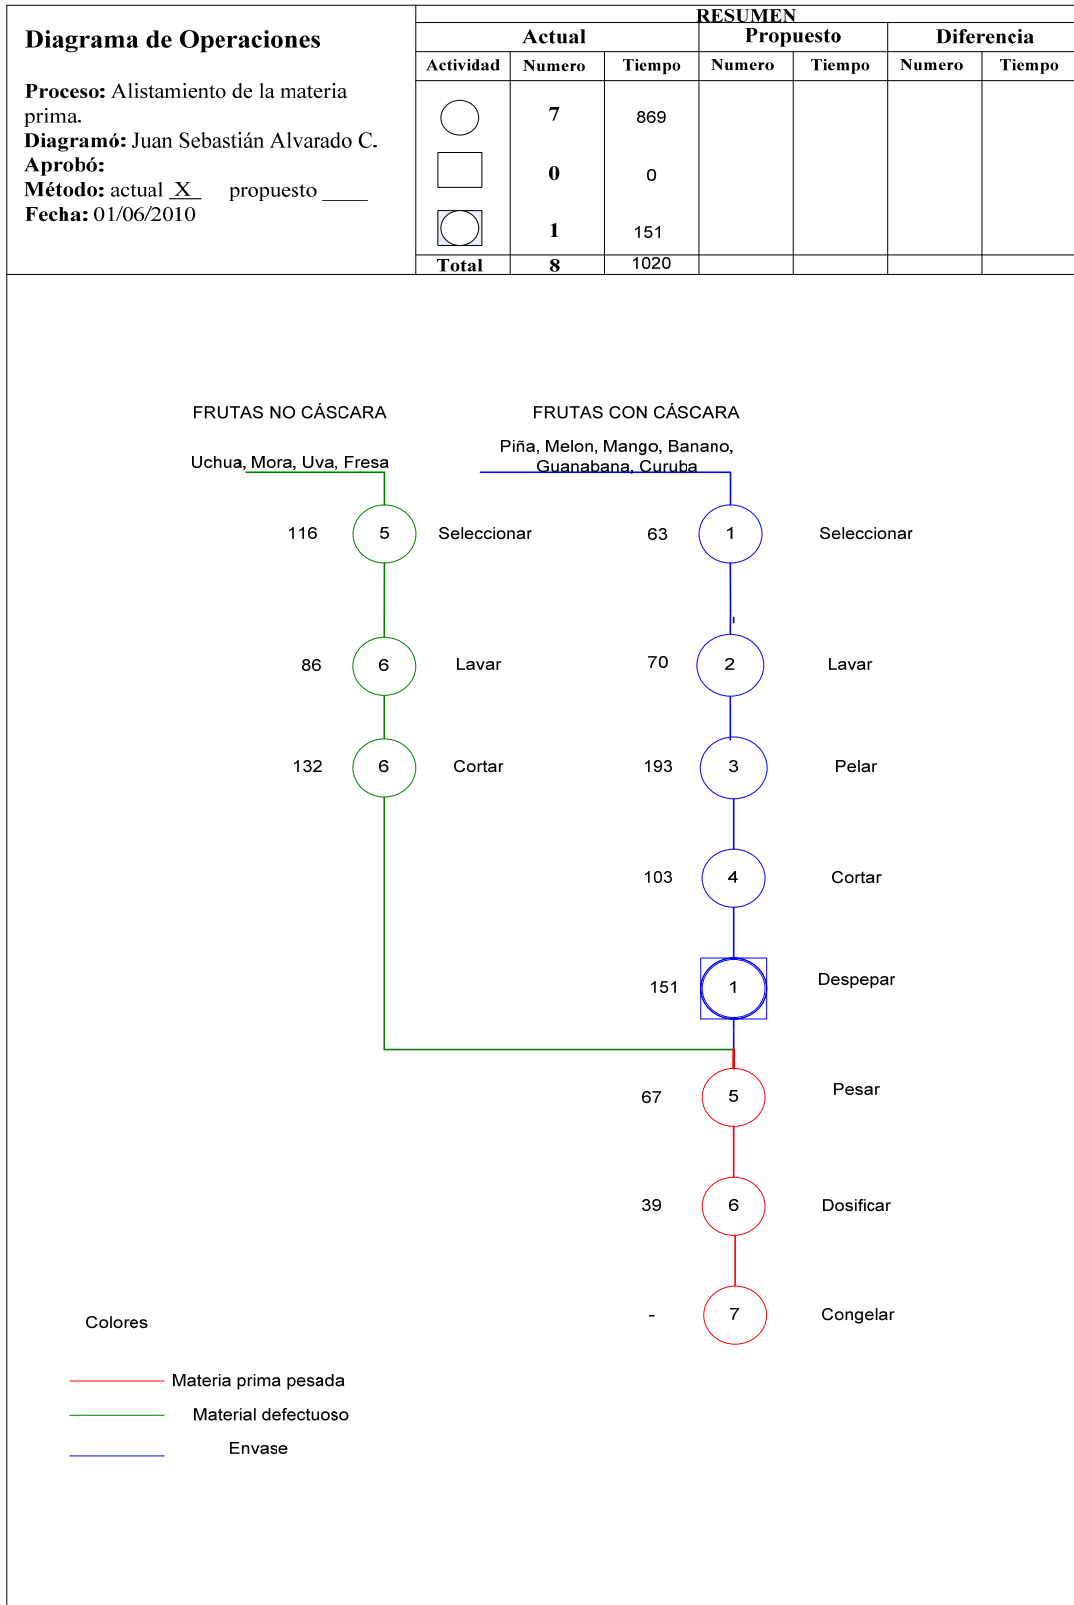 Diagrama de Operaciones
Proceso: Alistamiento de la materia
prima.
Diagramó: Juan Sebastián Alvarado C.
Aprobó:
Método: actual X propuesto ____
Fecha: 01/06/2010
RESUMEN
Actual Propuesto Diferencia
Actividad Numero Tiempo Numero Tiempo Numero Tiempo
7 869
0 0
1 151
Total 8 1020
FRUTAS NO CÁSCARA
Uchua, Mora, Uva, Fresa
116 5 Seleccionar
86 6 Lavar
132 6 Cortar
FRUTAS CON CÁSCARA
Piña, Melon, Mango, Banano,
Guanabana, Curuba
63 1 Seleccionar
70 2 Lavar
193 3 Pelar
103 4 Cortar
151 1 Despepar
67 5 Pesar
39 6 Dosificar
- 7 Congelar
Colores
Materia prima pesada
Material defectuoso
Envase